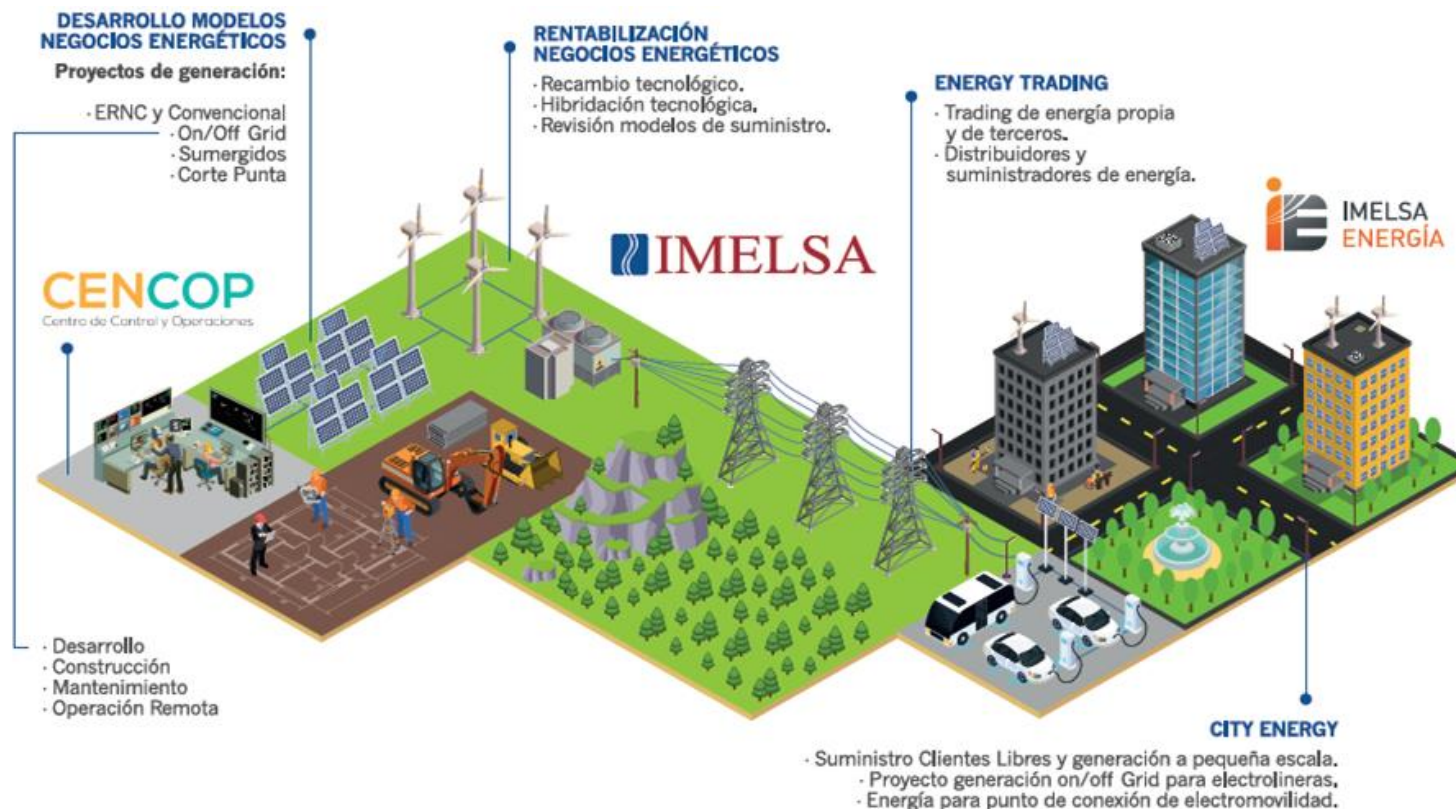 DESARROLLO MODELOS
NEGOCIOS ENERGÉTICOS
Proyectos de generación:
· ERNC y Convencional
· On/Off Grid
· Sumergidos
· Corte Punta
RENTABILIZACIÓN
NEGOCIOS ENERGÉTICOS
· Recambio tecnológico.
· Hibridación tecnológica.
· Revisión modelos de suministro.
ENERGY TRADING
· Trading de energía propia
y de terceros.
· Distribuidores y
suministradores de energía.
iE IMELSA
ENERGÍA
IMELSA
CENCOP
Centro de Control y Operaciones
· Desarrollo
· Construcción
· Mantenimiento
· Operación Remota
CITY ENERGY
· Suministro Clientes Libres y generación a pequeña escala.
· Proyecto generación on/off Grid para electrolineras.
· Energía para punto de conexión de electromovilidad.